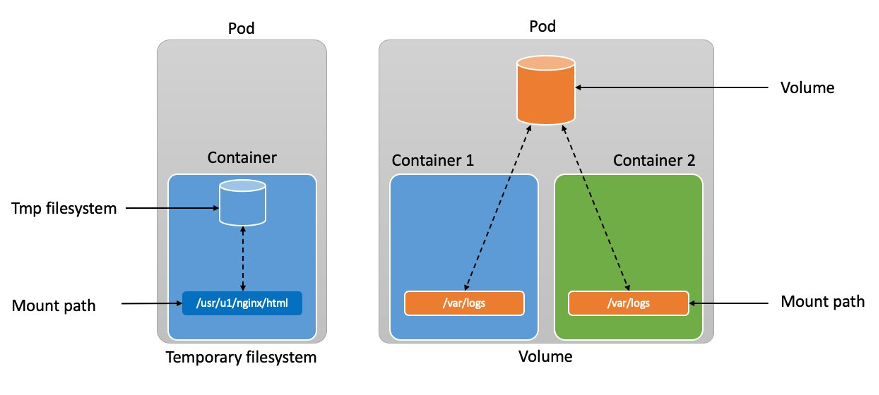 Pod
Pod
Volume
Container
Container 1
Container 2
Tmp filesystem
Mount path
/usr/u1/nginx/html
/var/logs
/var/logs
Mount path
Temporary filesystem
Volume